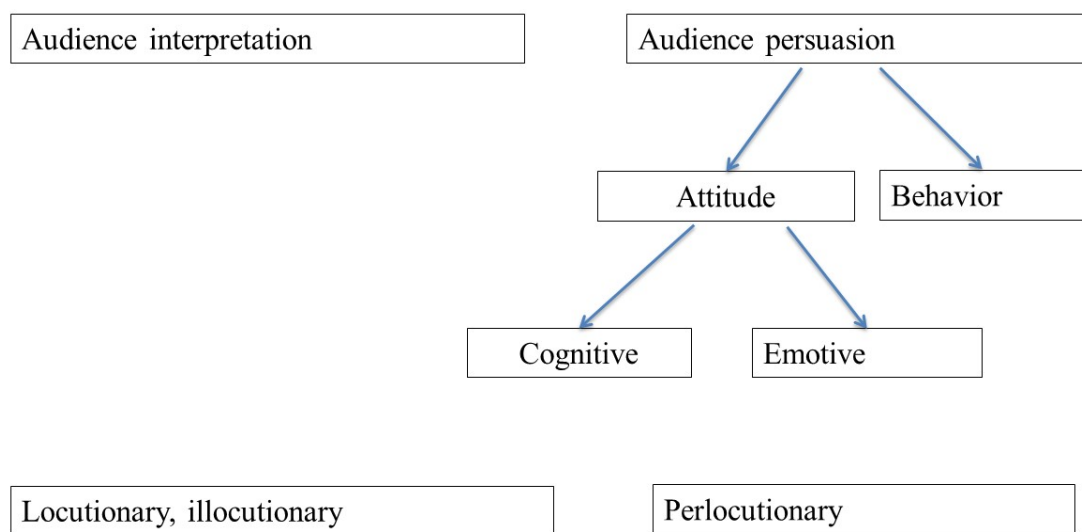 Audience interpretation
Audience persuasion
Attitude
Behavior
Cognitive
Emotive
Locutionary, illocutionary
Perlocutionary